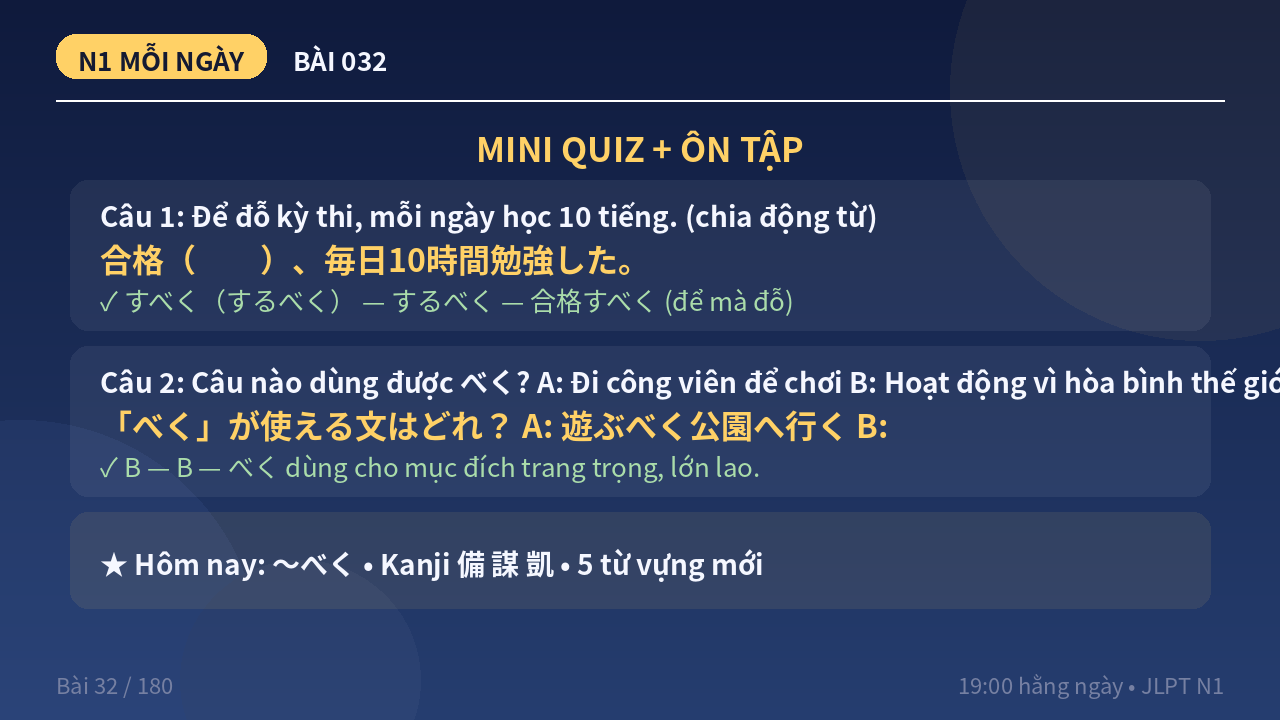 N1 MỖI NGÀY
BÀI 032
MINI QUIZ + ÔN TẬP
Câu 1: Để đỗ kỳ thi, mỗi ngày học 10 tiếng. (chia động từ)
合格（　　）、毎日10時間勉強した。
✓ すべく（するべく） — するべく — 合格すべく (để mà đỗ)
Câu 2: Câu nào dùng được べく? A: Đi công viên để chơi B: Hoạt động vì hòa bình thế
「べく」が使える文はどれ？ A: 遊ぶべく公園へ行く B:
✓ B — B — べく dùng cho mục đích trang trọng, lớn lao.
★ Hôm nay: 〜べく • Kanji 備 謀 凱 • 5 từ vựng mới
Bài 32 / 180
19:00 hằng ngày • JLPT N1